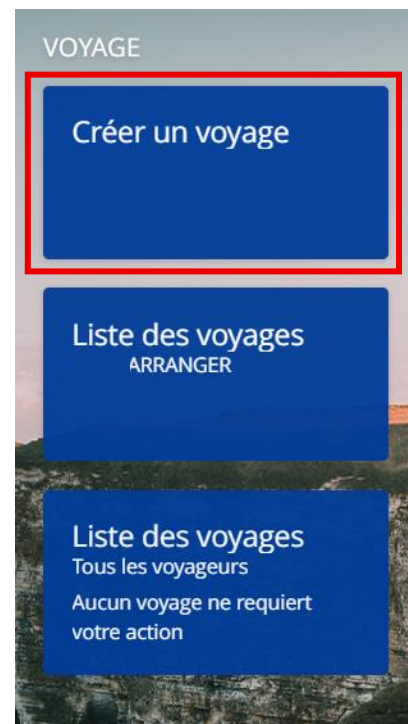 VOYAGE
Créer un voyage
Liste des voyages
ARRANGER
Liste des voyages
Tous les voyageurs
Aucun voyage ne requiert
votre action